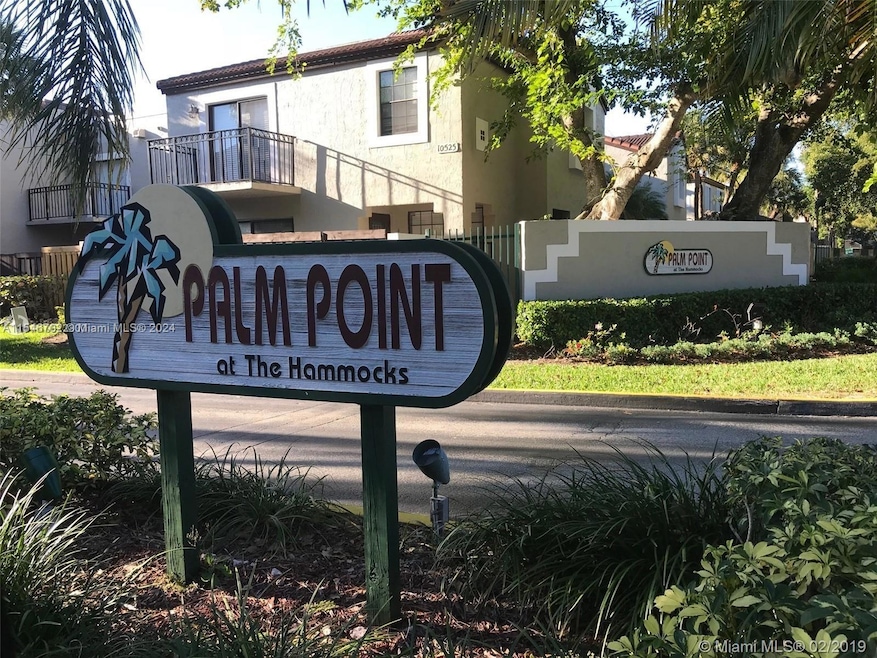 10525
PALM POINT
at The Hammocks
PALM POINT
at The Hammocks
Miami MLS® 2024
© Miami MLS® 02/2019